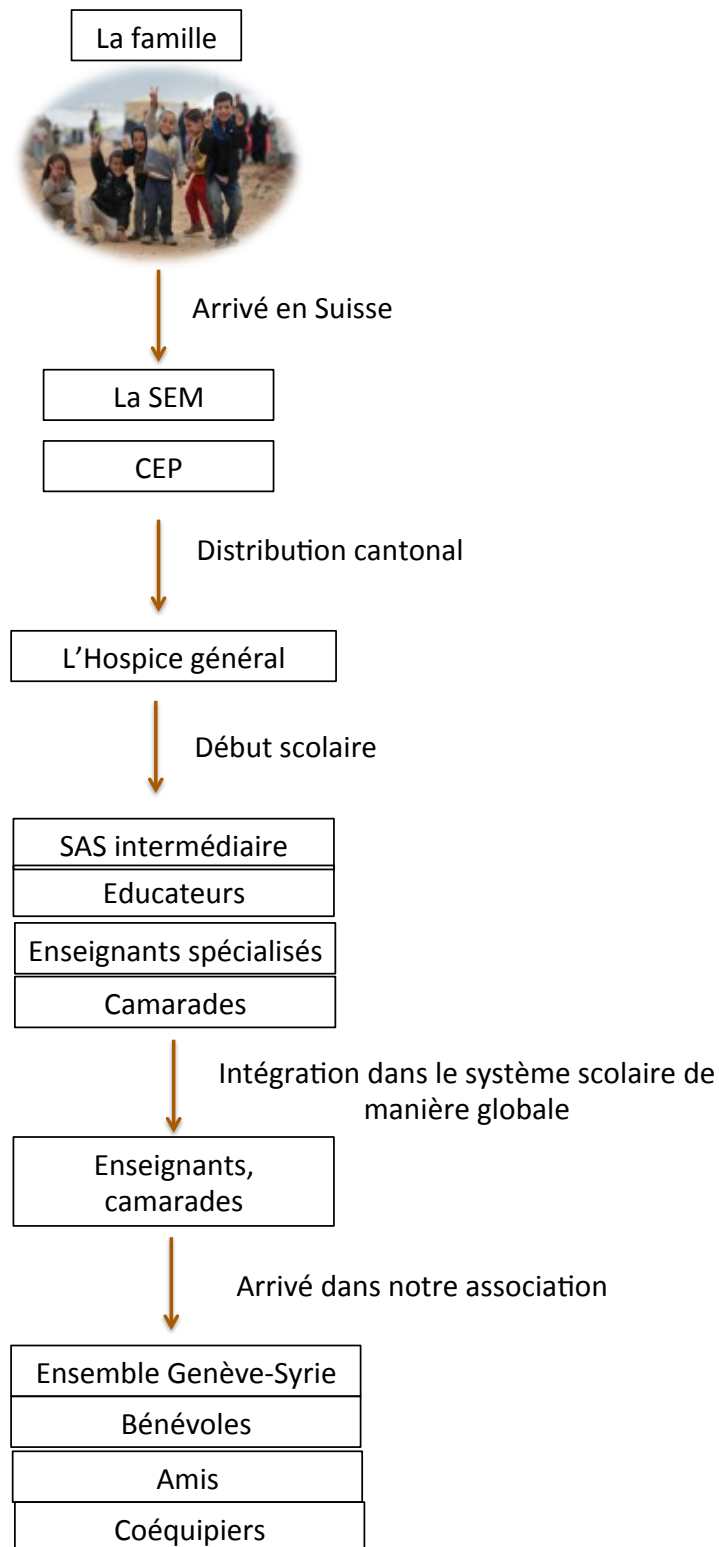 La famille
Arrivé en Suisse
La SEM
CEP
Distribution cantonal
L’Hospice général
Début scolaire
SAS intermédiaire
Educateurs
Enseignants spécialisés
Camarades
Intégration dans le système scolaire de
manière globale
Enseignants,
camarades
Arrivé dans notre association
Ensemble Genève-Syrie
Bénévoles
Amis
Coéquipiers